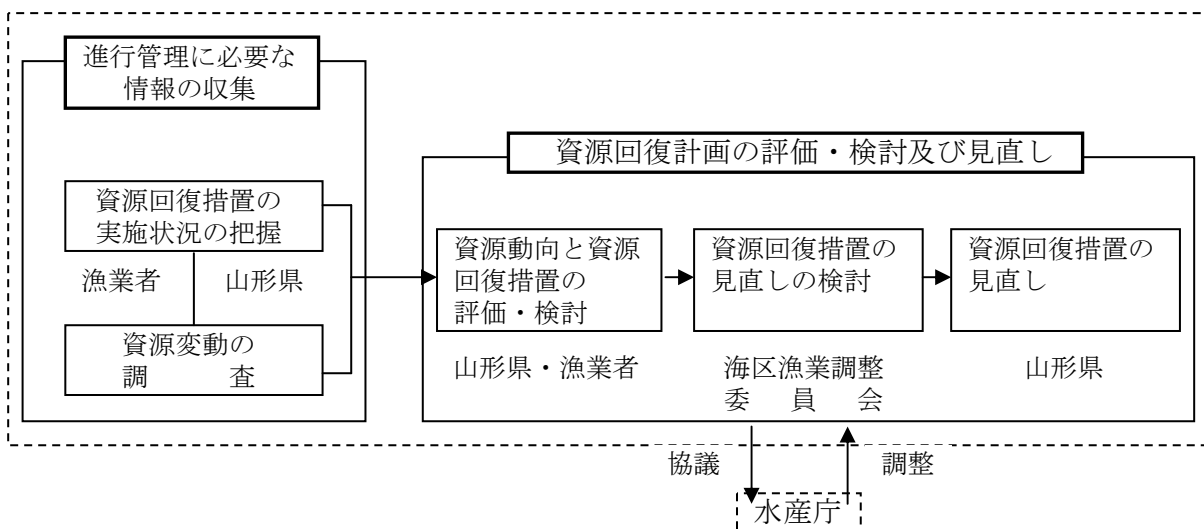 進行管理に必要な
情報の収集
資源回復措置の
実施状況の把握
漁業者　山形県
資源変動の
調　　　査
資源回復計画の評価・検討及び見直し
資源動向と資源
回復措置の
評価・検討
山形県・漁業者
資源回復措置の
見直しの検討
海区漁業調整
委　員　会
資源回復措置の
見直し
山形県
協議　調整
水産庁